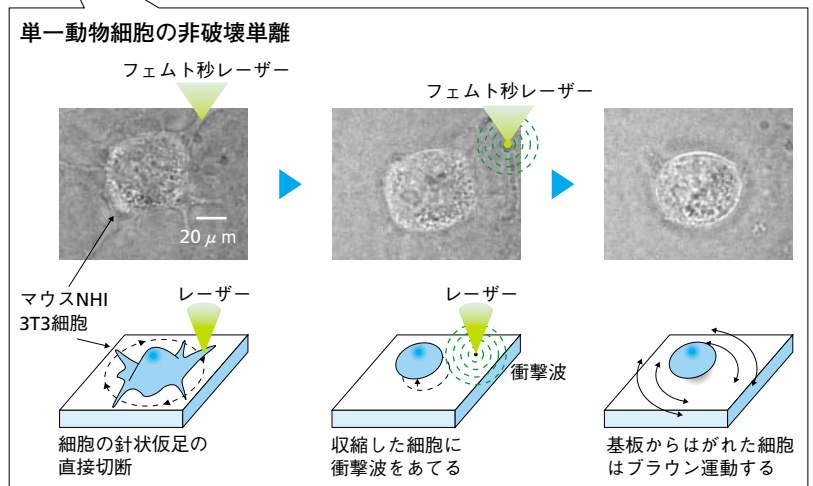 単一動物細胞の非破壊単離
フェムト秒レーザー
フェムト秒レーザー
20 μm
マウスNHI
3T3細胞
レーザー
レーザー
衝撃波
細胞の針状仮足の
直接切断
収縮した細胞に
衝撃波をあてる
基板からはがれた細胞
はブラウン運動する